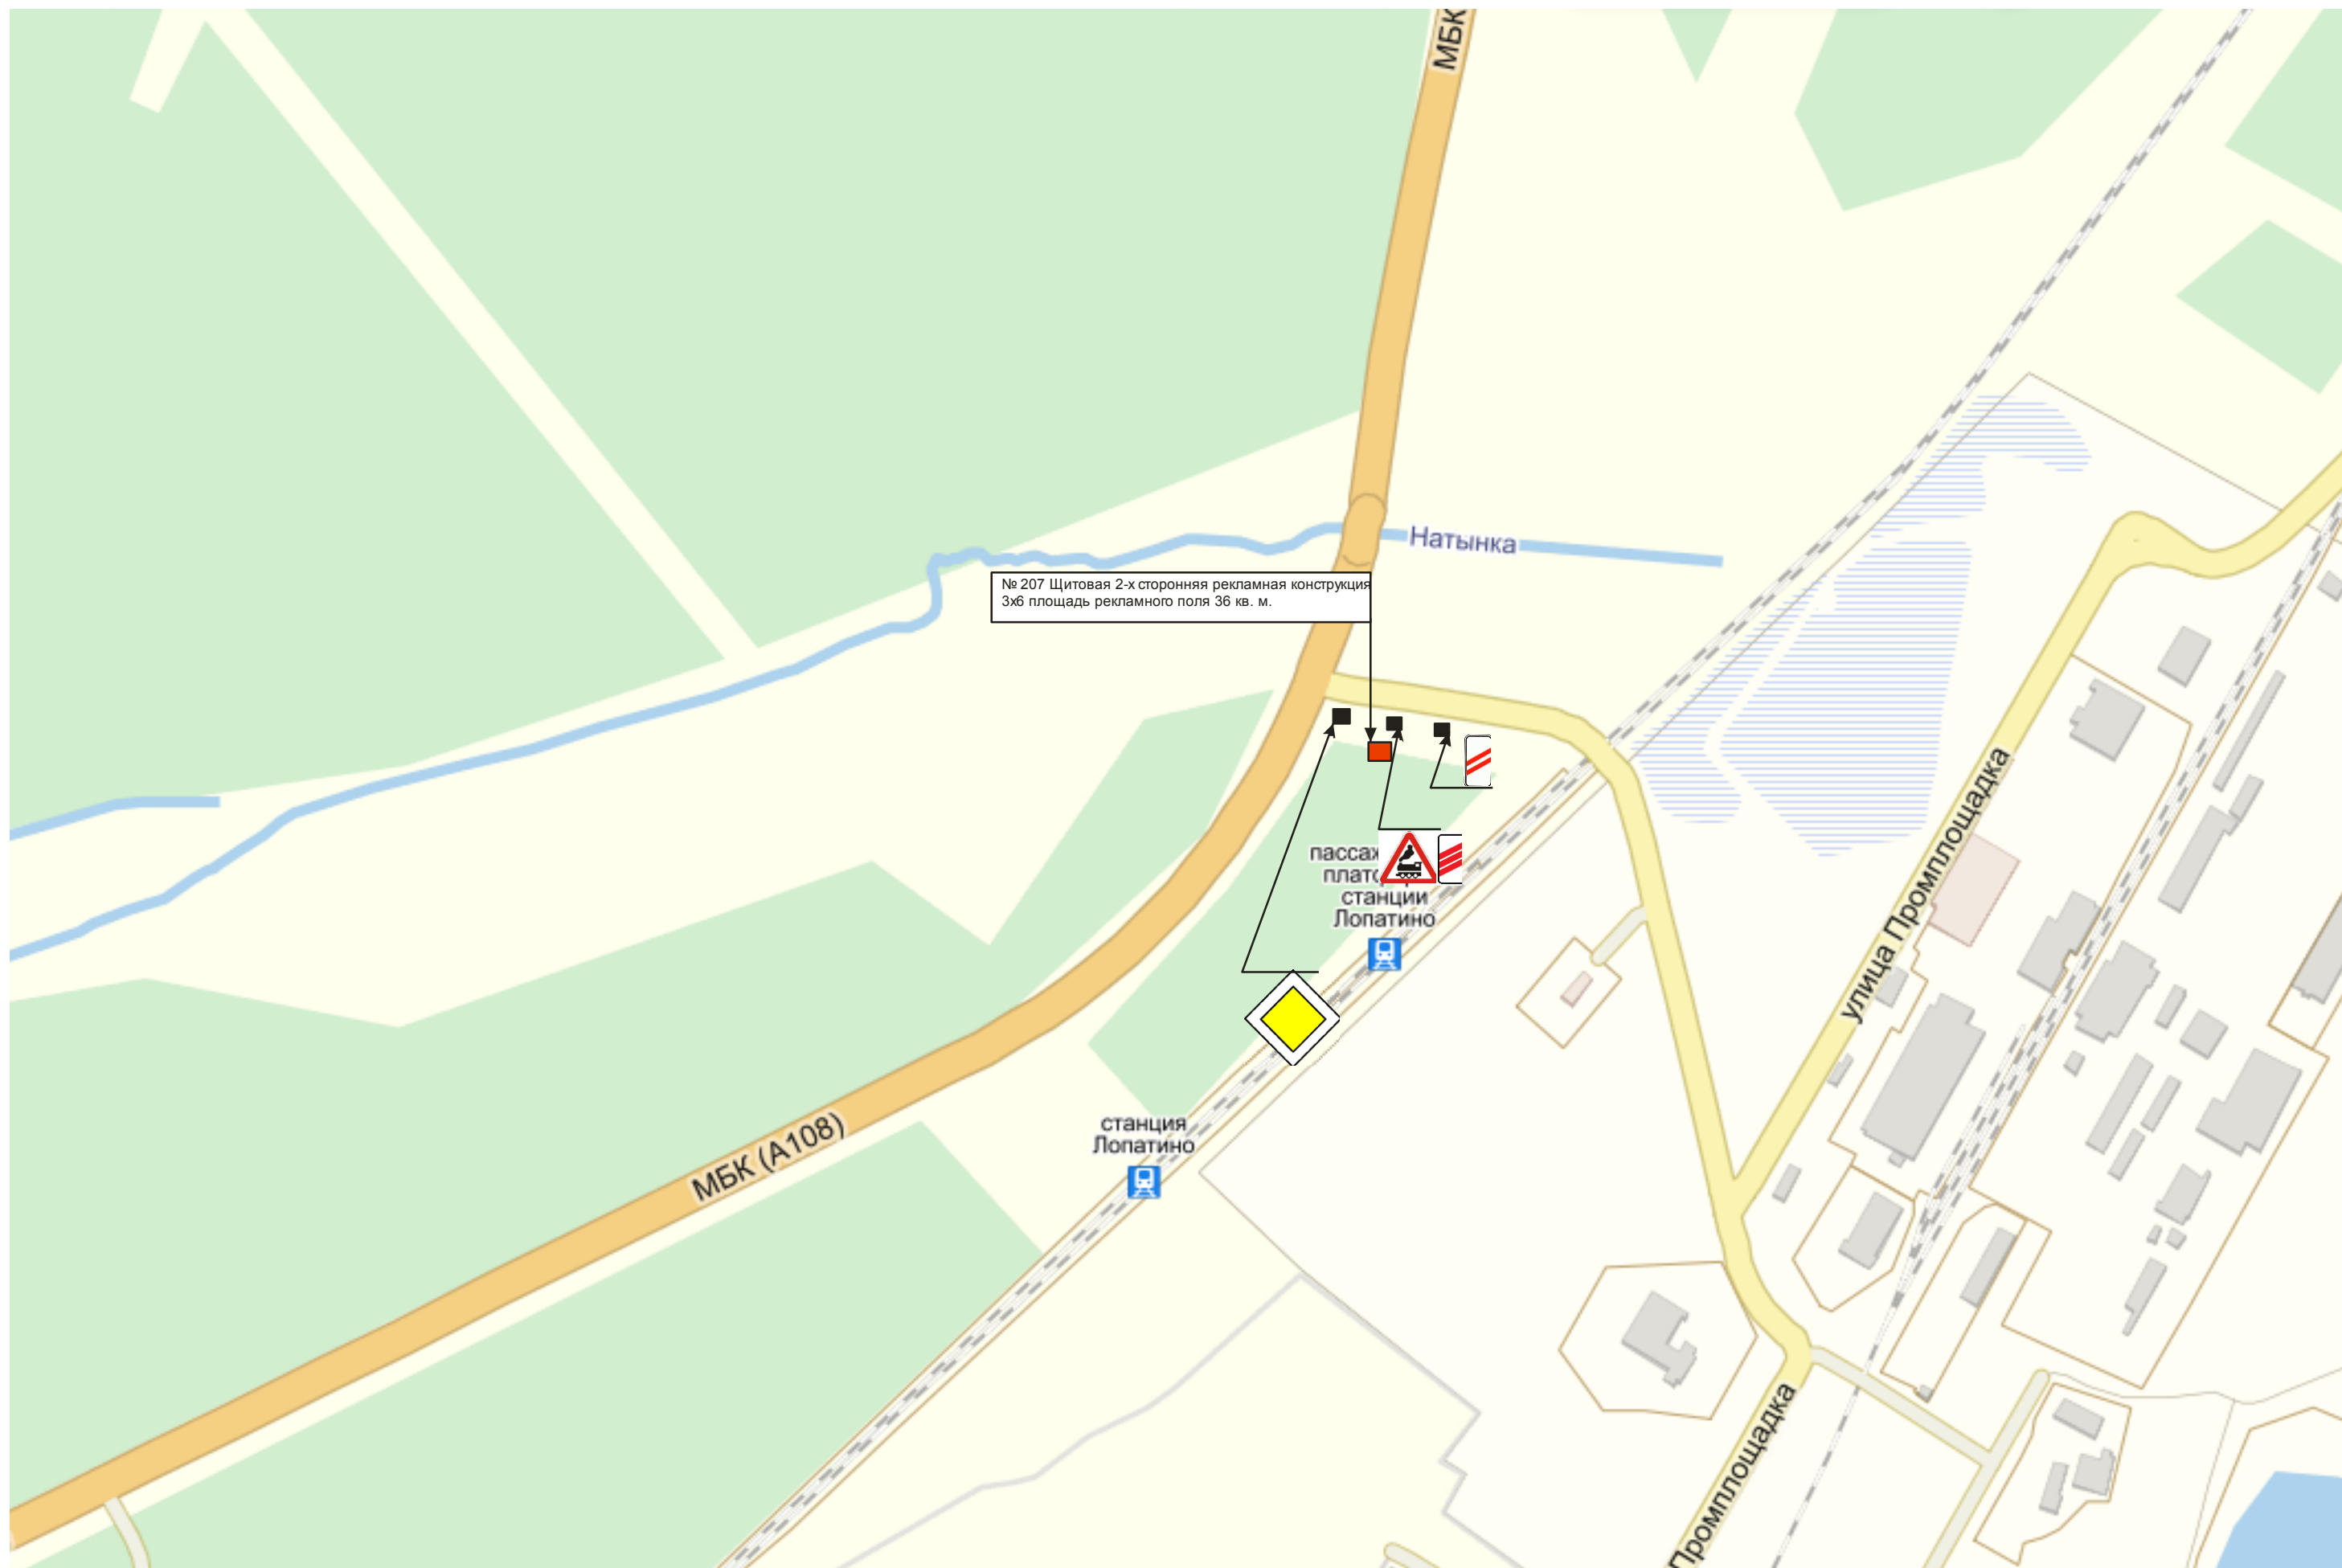 МБК
Натынка
№ 207 Щитовая 2-х сторонняя рекламная конструкция
3х6 площадь рекламного поля 36 кв. м.
улица Промплощадка
пассаж
плат
станции
Лопатино
станция
Лопатино
МБК (А108)
Промплощадка